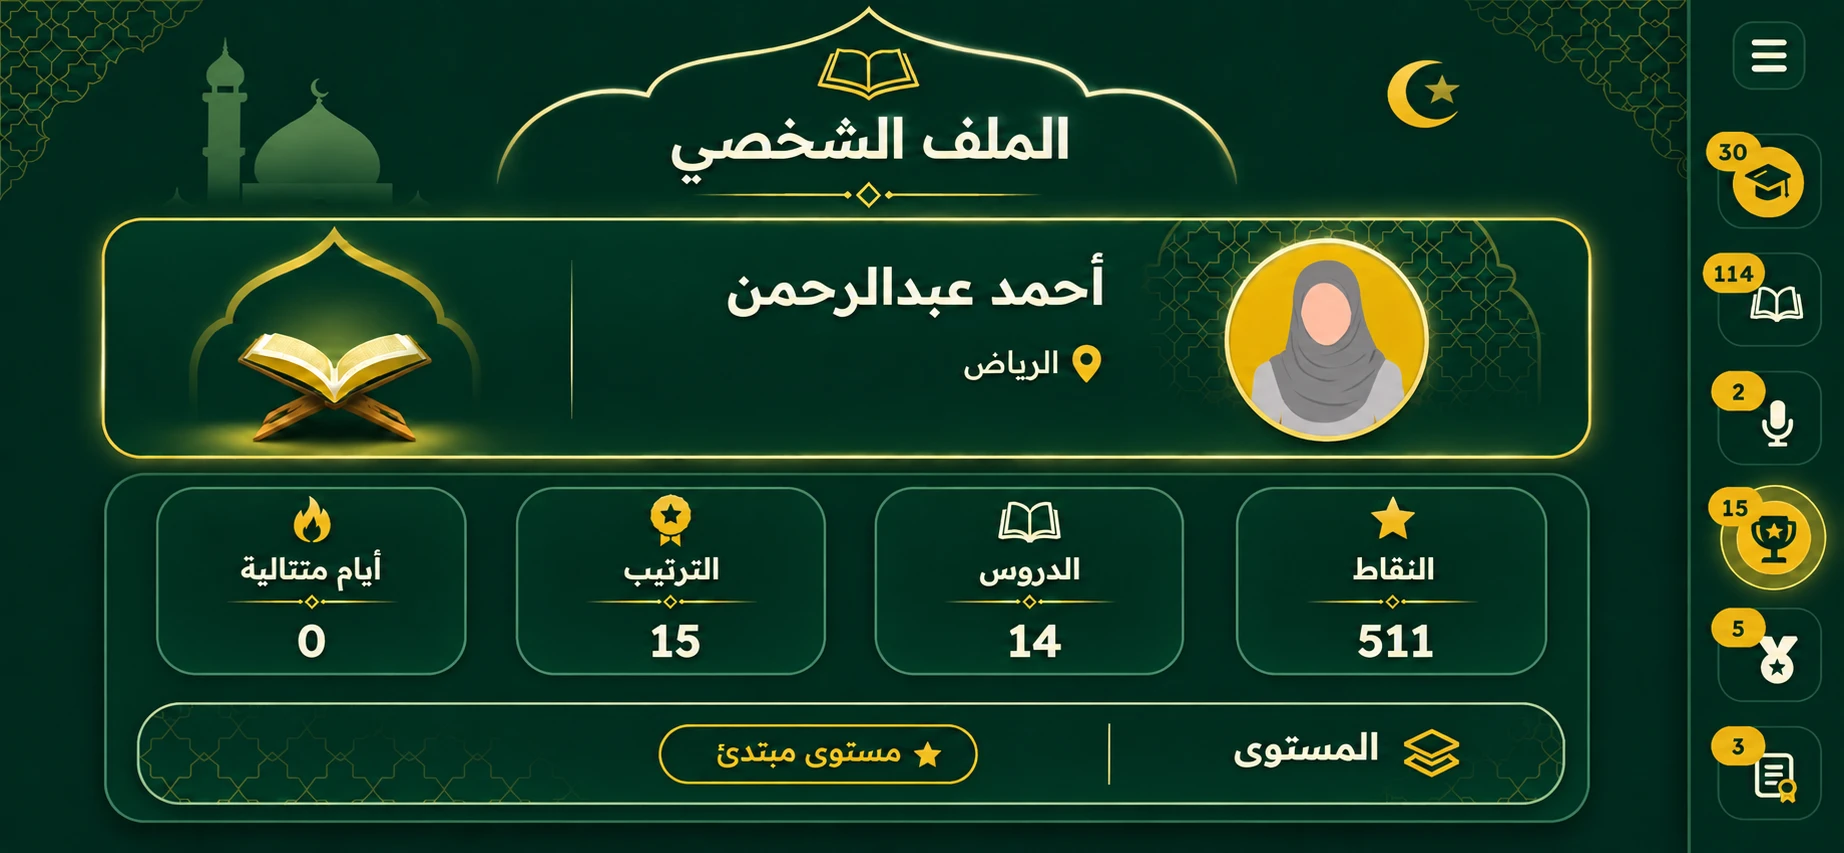 الملف الشخصي
أحمد عبدالرحمن
الرياض
النقاط
511
الدروس
14
الترتيب
15
أيام متتالية
0
المستوى
مستوى مبتدئ
30
114
2
15
5
3